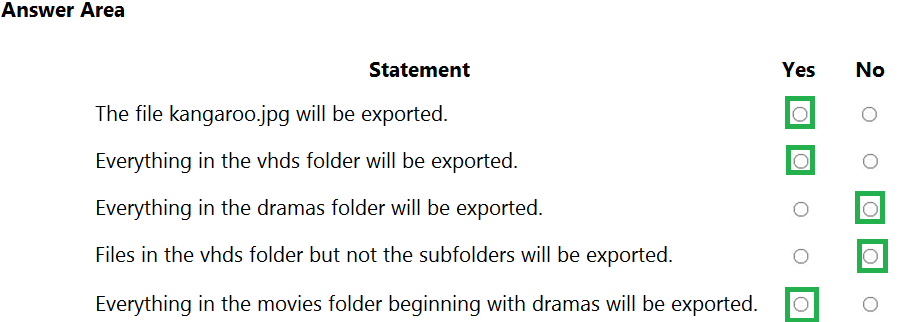 Answer Area
Statement Yes No
The file kangaroo.jpg will be exported.
Everything in the vhds folder will be exported.
Everything in the dramas folder will be exported.
Files in the vhds folder but not the subfolders will be exported.
Everything in the movies folder beginning with dramas will be exported.